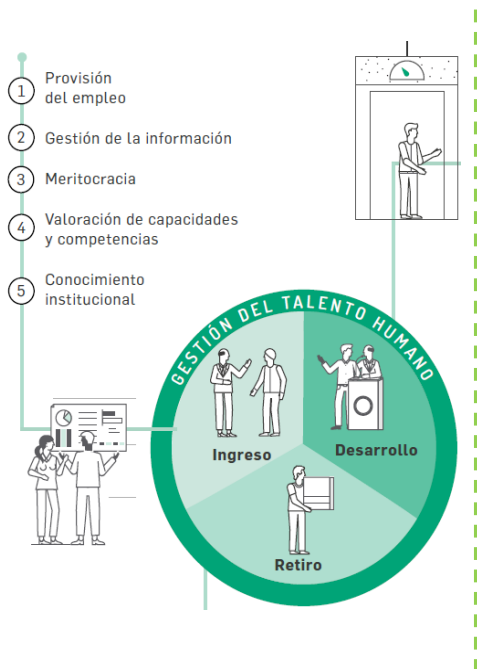 1
Provisión
del empleo
2
Gestión de la información
3
Meritocracia
4
Valoración de capacidades
y competencias
5
Conocimiento
institucional
GESTIÓN DEL TALENTO HUMANO
Ingreso
Desarrollo
Retiro